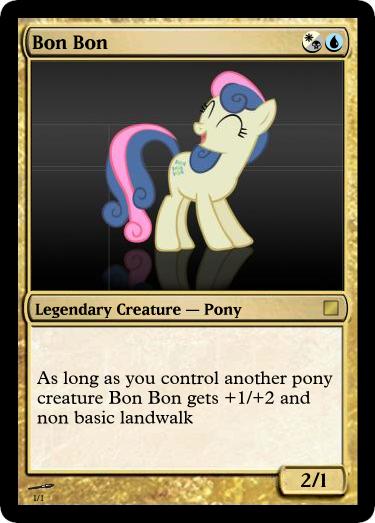 Bon Bon
Legendary Creature — Pony
As long as you control another pony
creature Bon Bon gets +1/+2 and
non basic landwalk
2/1
1/1